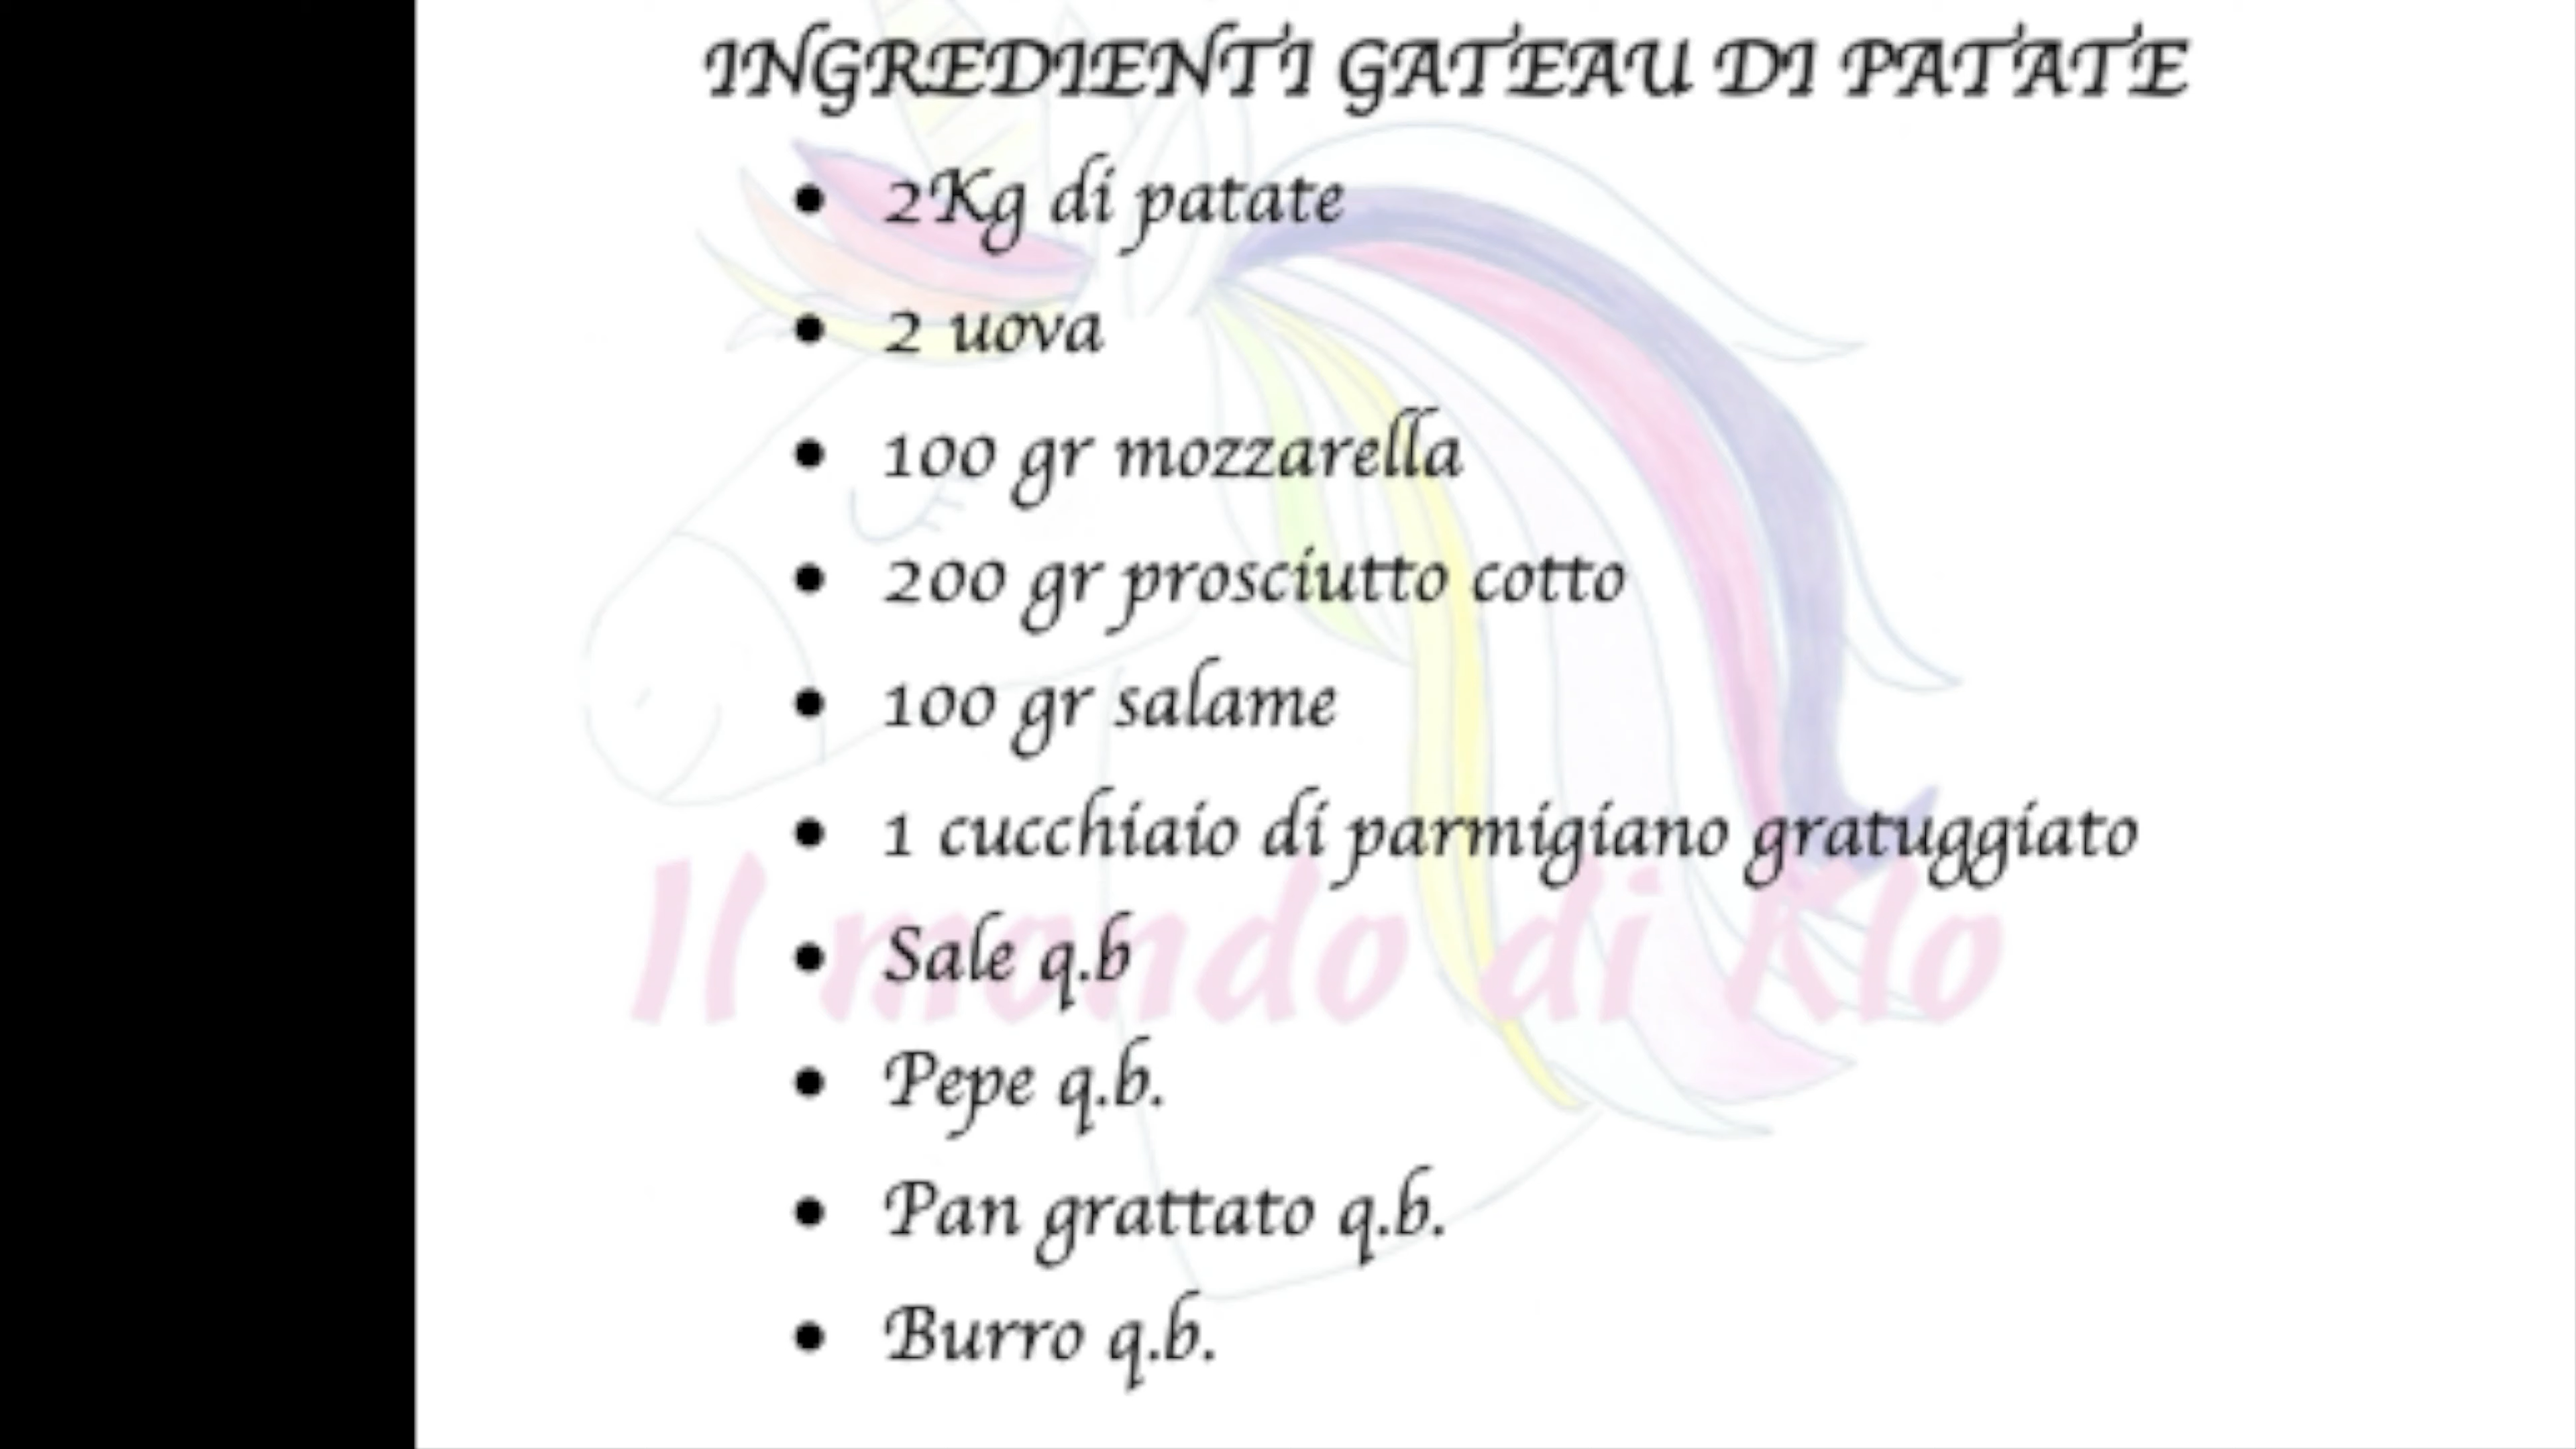 INGREDIENTI GATEAU DI PATATE
• 2Kg di patate
• 2 uova
• 100 gr mozzarella
• 200 gr prosciutto cotto
• 100 gr salame
• 1 cucchiaio di parmigiano gratuggiato
• Sale q.b
• Pepe q.b.
• Pan grattato q.b.
• Burro q.b.
Il mondo di Klo